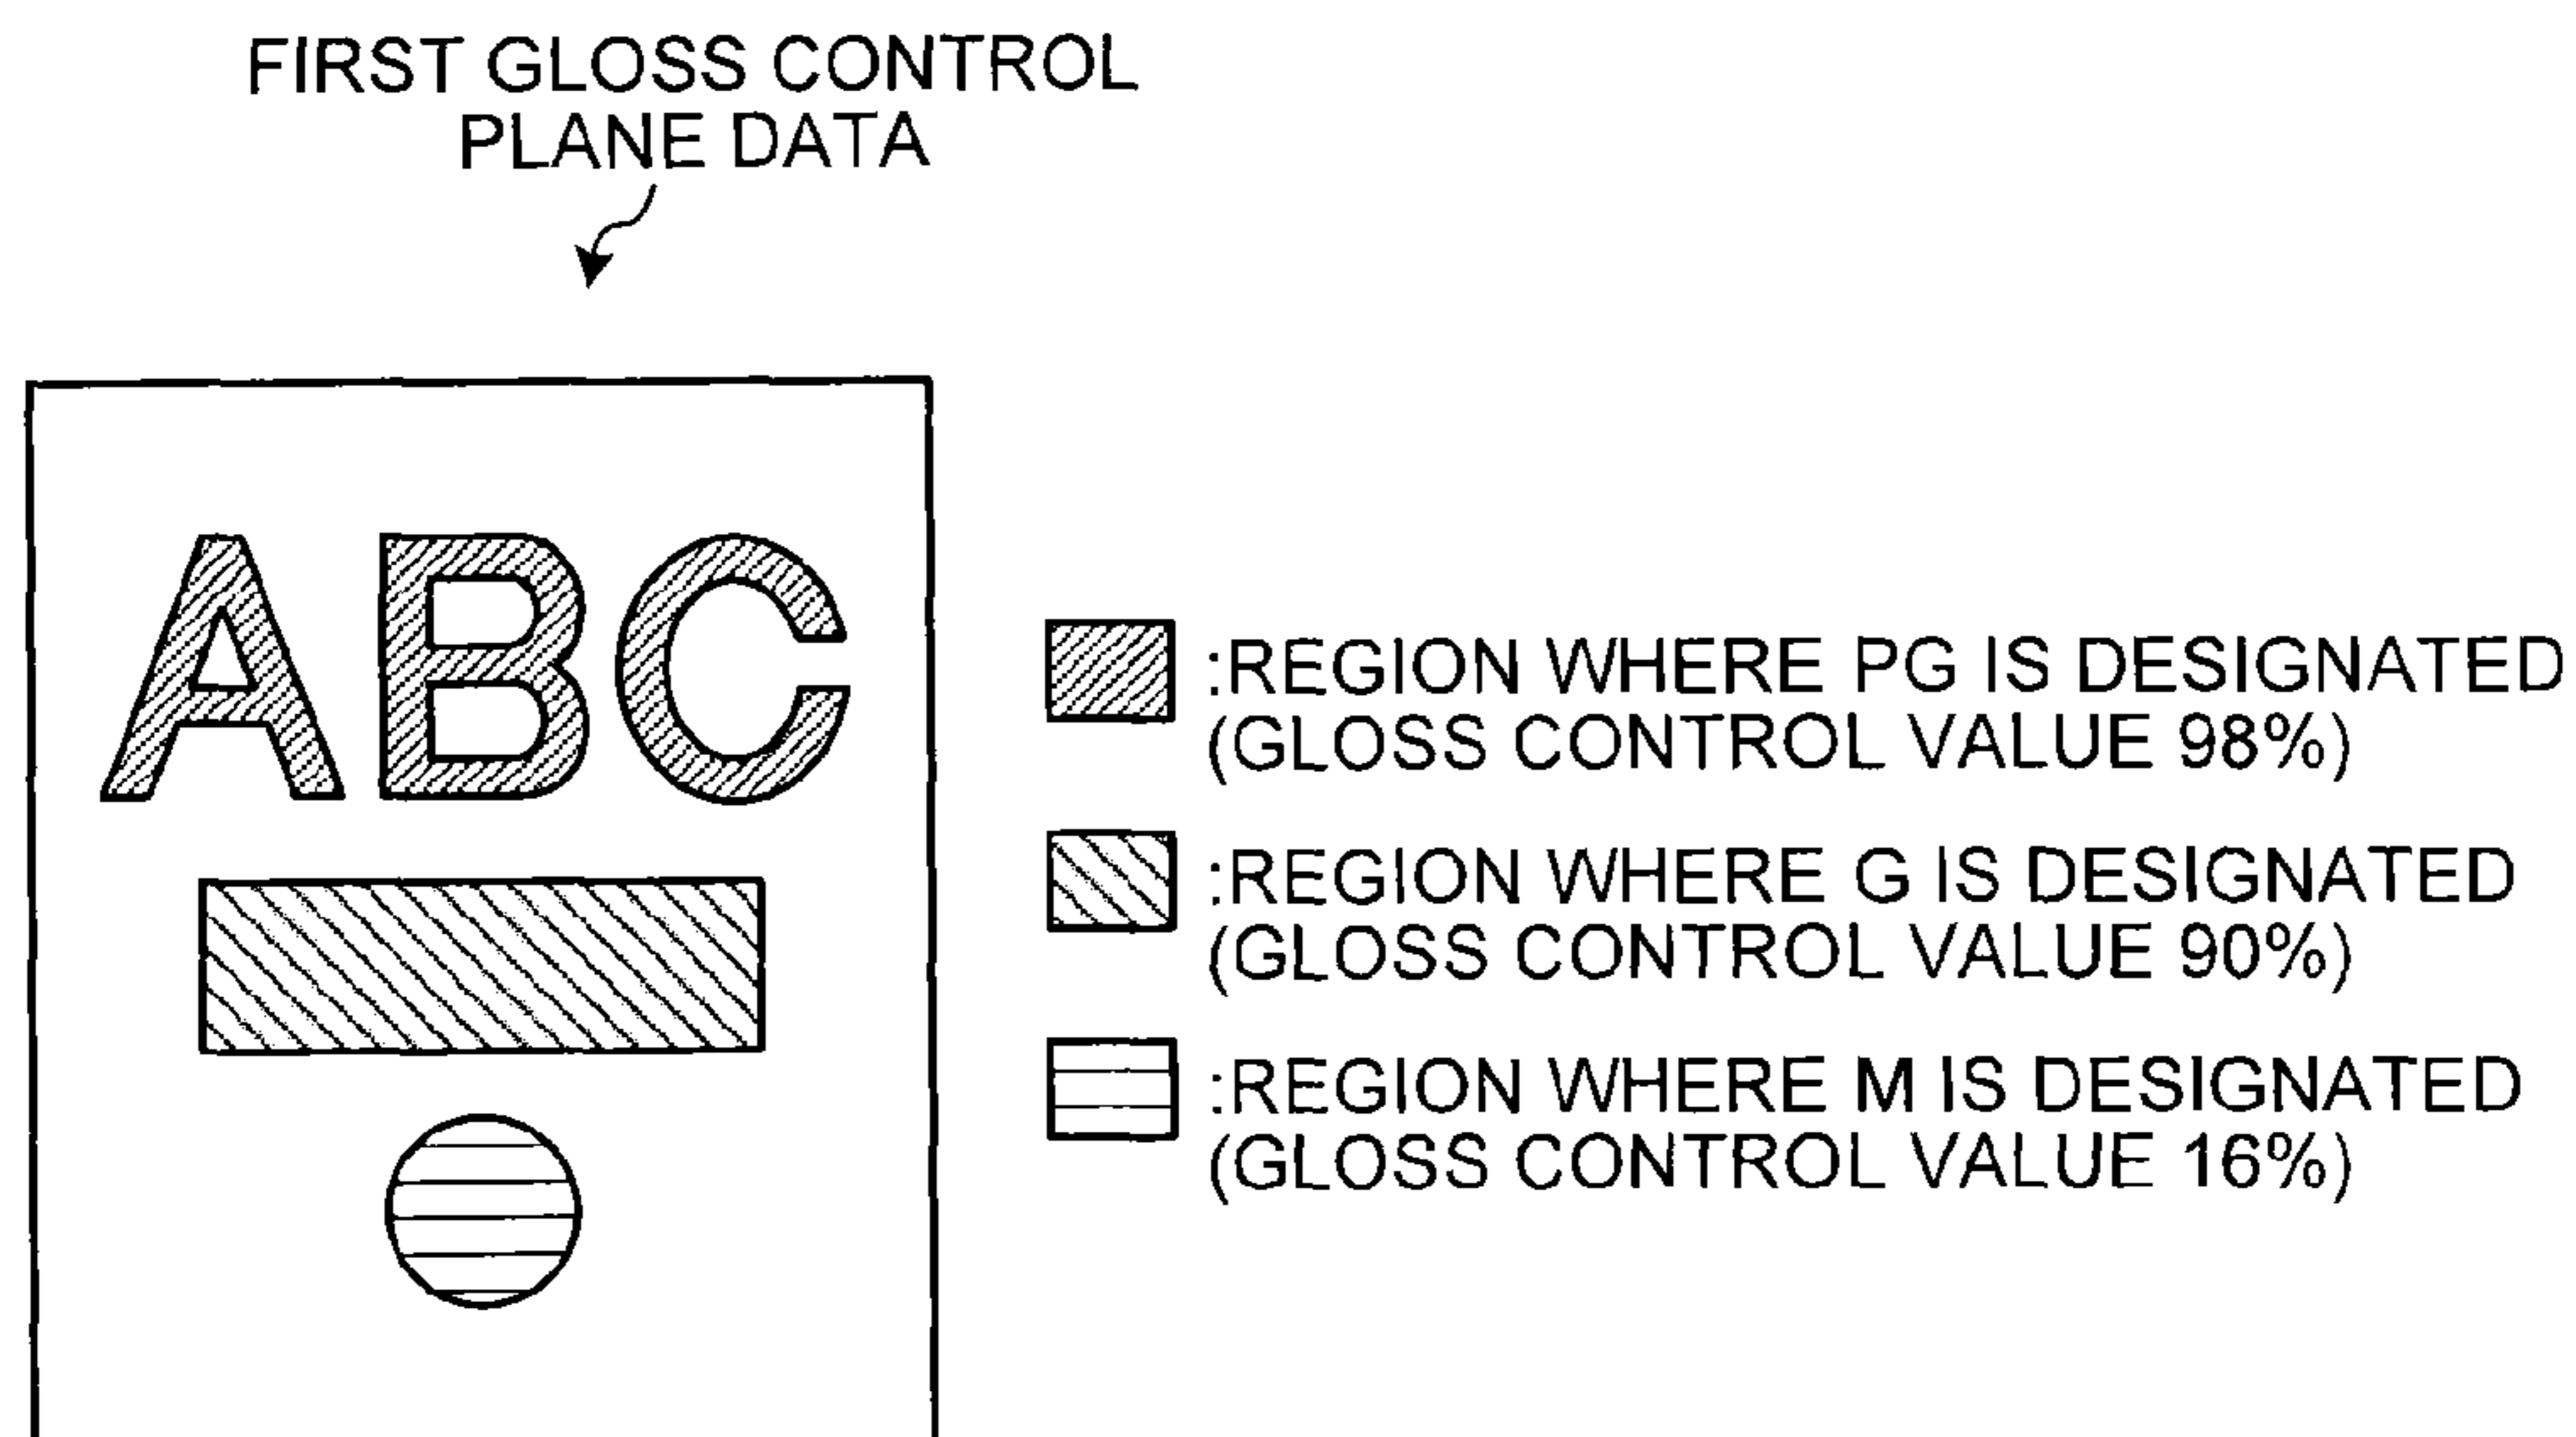 FIRST GLOSS CONTROL
PLANE DATA
ABC
:REGION WHERE PG IS DESIGNATED
(GLOSS CONTROL VALUE 98%)
:REGION WHERE G IS DESIGNATED
(GLOSS CONTROL VALUE 90%)
:REGION WHERE M IS DESIGNATED
(GLOSS CONTROL VALUE 16%)